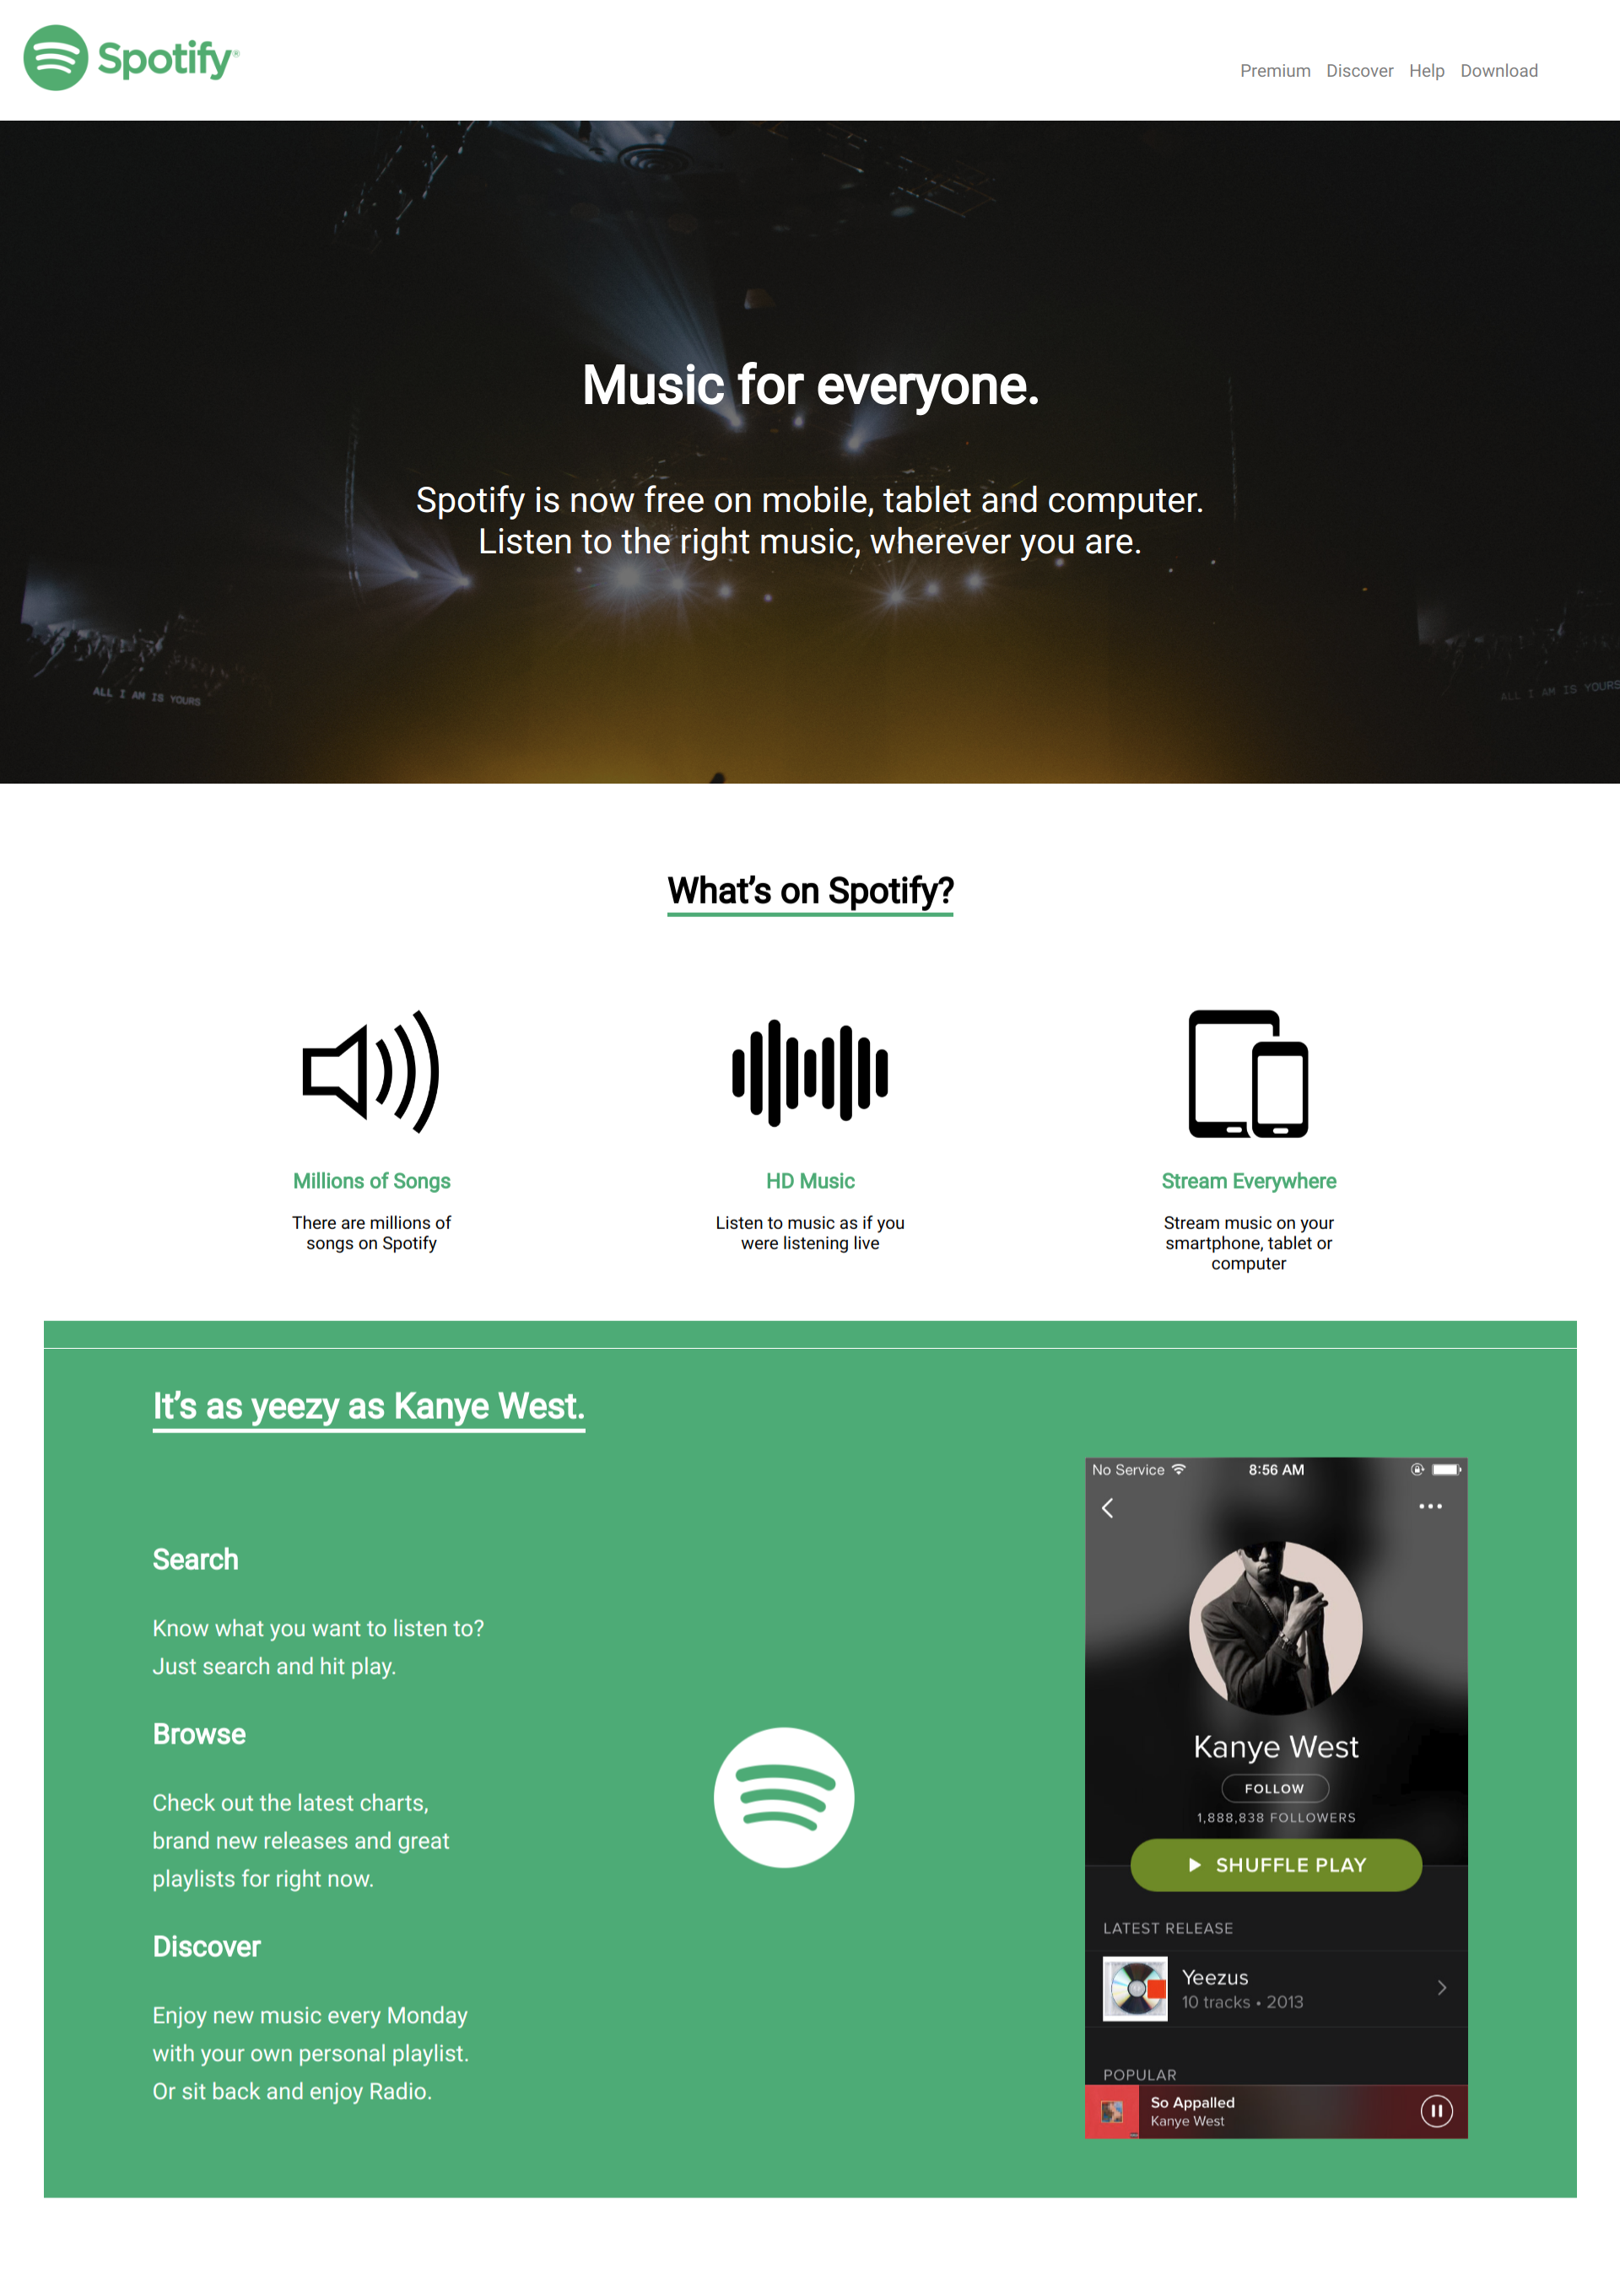 Spotify®
Premium Discover Help Download
Music for everyone.
Spotify is now free on mobile, tablet and computer.
Listen to the right music, wherever you are.
ALL I AM IS YOURS
ALL I AM IS YOURS
What's on Spotify?
Millions of Songs
There are millions of
songs on Spotify
HD Music
Listen to music as if you
were listening live
Stream Everywhere
Stream music on your
smartphone, tablet or
computer
It's as yeezy as Kanye West.
Search
Know what you want to listen to?
Just search and hit play.
Browse
Check out the latest charts,
brand new releases and great
playlists for right now.
Discover
Enjoy new music every Monday
with your own personal playlist.
Or sit back and enjoy Radio.
No Service 8:56 AM
Kanye West
FOLLOW
1,888,838 FOLLOWERS
SHUFFLE PLAY
LATEST RELEASE
Yeezus
10 tracks • 2013
POPULAR
So Appalled
Kanye West